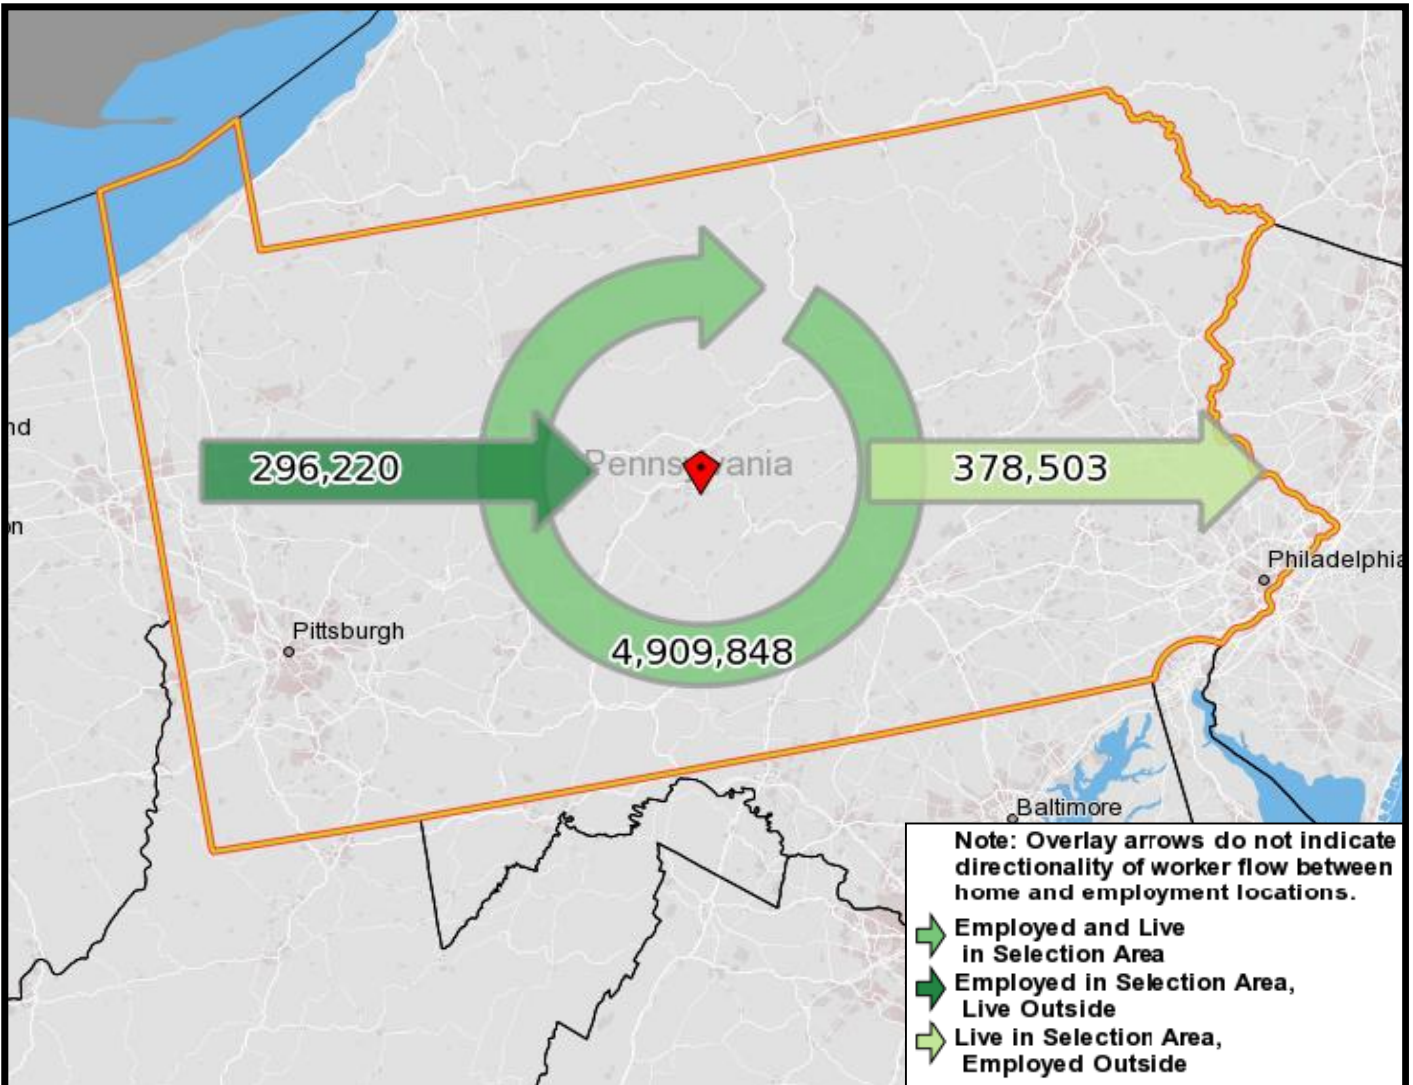 nd
296,220
Pennsylvania
378,503
on
Philadelphia
Pittsburgh
4,909,848
Baltimore
Note: Overlay arrows do not indicate
directionality of worker flow between
home and employment locations.
Employed and Live
in Selection Area
Employed in Selection Area,
Live Outside
Live in Selection Area,
Employed Outside